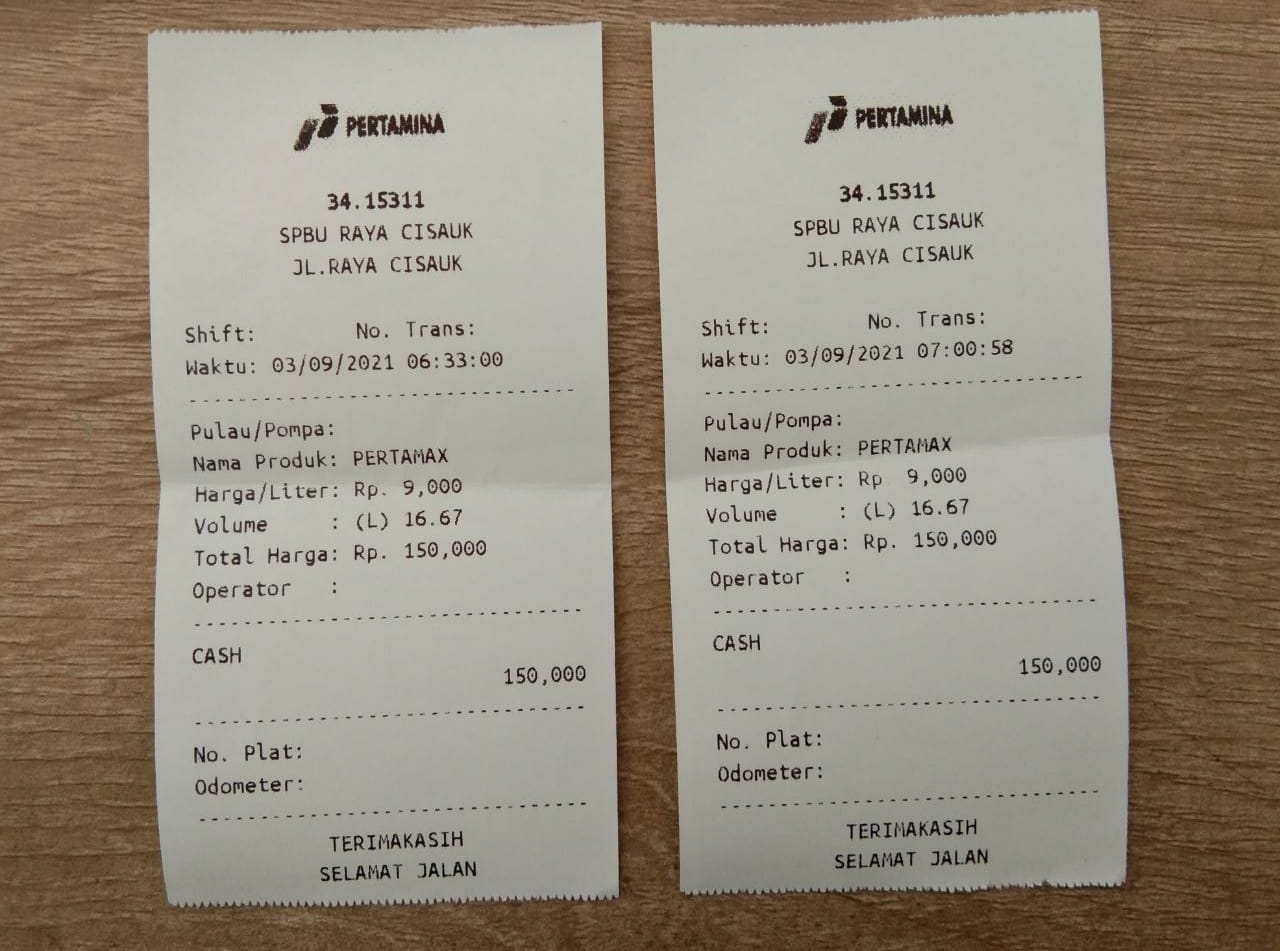 PERTAMINA
34.15311
SPBU RAYA CISAUK
JL.RAYA CISAUK
Shift: No. Trans:
Waktu: 03/09/2021 06:33:00
Pulau/Pompa:
Nama Produk: PERTAMAX
Harga/Liter: Rp. 9,000
Volume : (L) 16.67
Total Harga: Rp. 150,000
Operator :
CASH
150,000
No. Plat:
Odometer:
TERIMAKASIH
SELAMAT JALAN
PERTAMINA
34.15311
SPBU RAYA CISAUK
JL.RAYA CISAUK
Shift: No. Trans:
Waktu: 03/09/2021 07:00:58
Pulau/Pompa:
Nama Produk: PERTAMAX
Harga/Liter: Rp 9,000
Volume : (L) 16.67
Total Harga: Rp. 150,000
Operator :
CASH
150,000
No. Plat:
Odometer:
TERIMAKASIH
SELAMAT JALAN